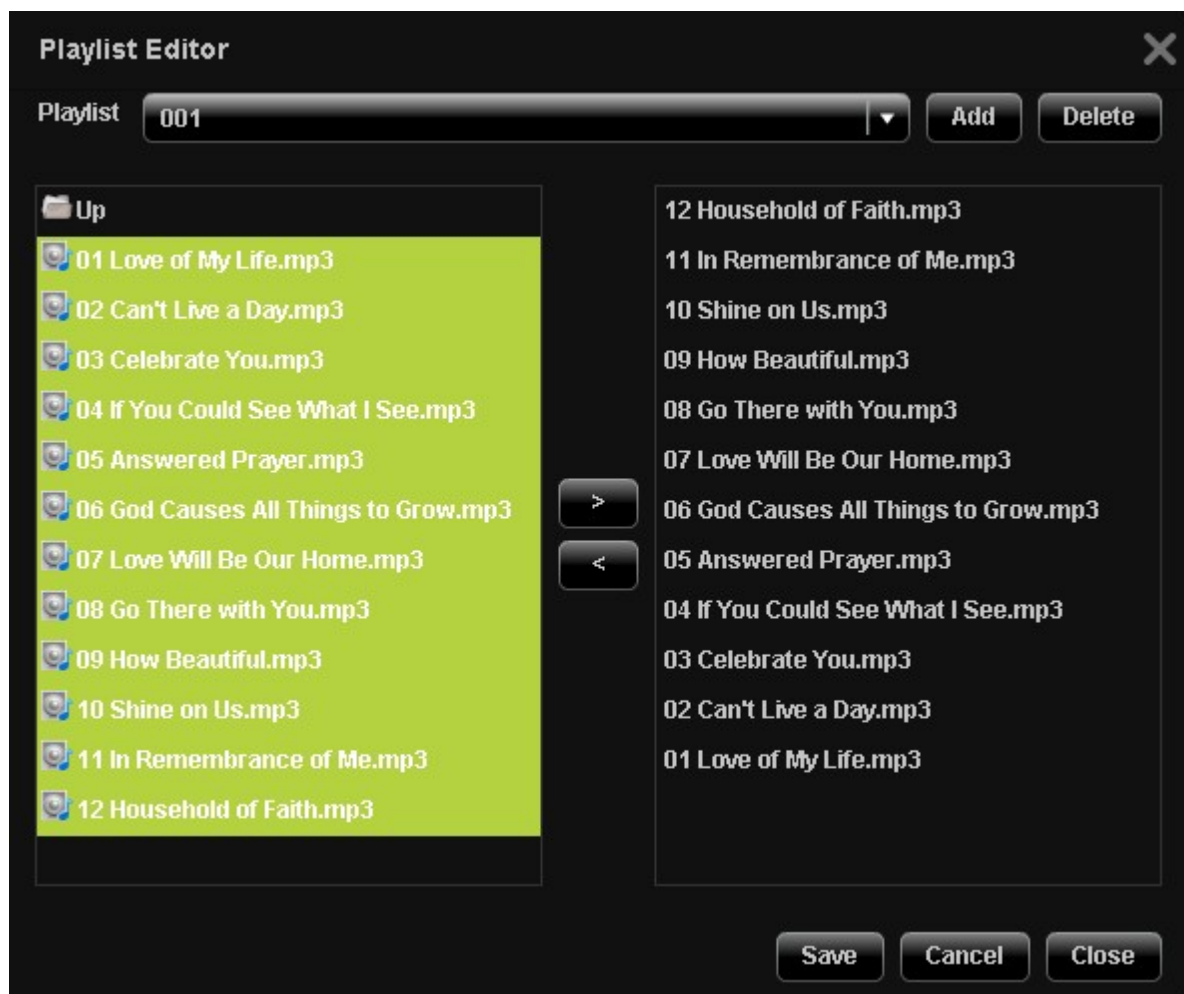 Playlist Editor
Playlist 001 Add Delete
Up
01 Love of My Life.mp3
02 Can't Live a Day.mp3
03 Celebrate You.mp3
04 If You Could See What I See.mp3
05 Answered Prayer.mp3
06 God Causes All Things to Grow.mp3
07 Love Will Be Our Home.mp3
08 Go There with You.mp3
09 How Beautiful.mp3
10 Shine on Us.mp3
11 In Remembrance of Me.mp3
12 Household of Faith.mp3
>
<
12 Household of Faith.mp3
11 In Remembrance of Me.mp3
10 Shine on Us.mp3
09 How Beautiful.mp3
08 Go There with You.mp3
07 Love Will Be Our Home.mp3
06 God Causes All Things to Grow.mp3
05 Answered Prayer.mp3
04 If You Could See What I See.mp3
03 Celebrate You.mp3
02 Can't Live a Day.mp3
01 Love of My Life.mp3
Save Cancel Close